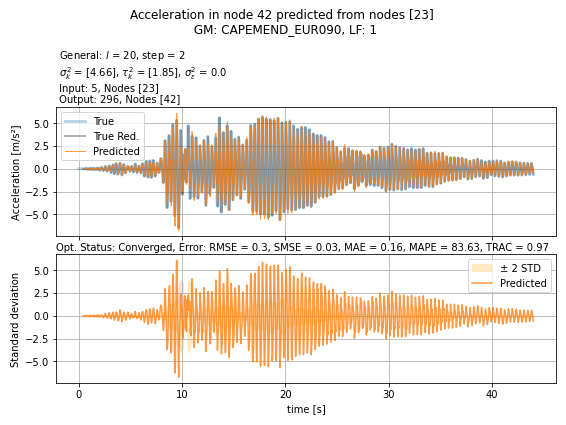 Acceleration in node 42 predicted from nodes [23]
GM: CAPEMEND_EUR090, LF: 1
General: l = 20, step = 2
σ²ₖ = [4.66], τ²ₖ = [1.85], σ²ₑ = 0.0
Input: 5, Nodes [23]
Output: 296, Nodes [42]
Acceleration [m/s²]
5.0
2.5
0.0
−2.5
−5.0
True
True Red.
Predicted
Opt. Status: Converged, Error: RMSE = 0.3, SMSE = 0.03, MAE = 0.16, MAPE = 83.63, TRAC = 0.97
Standard deviation
5.0
2.5
0.0
−2.5
−5.0
± 2 STD
Predicted
0 10 20 30 40
time [s]